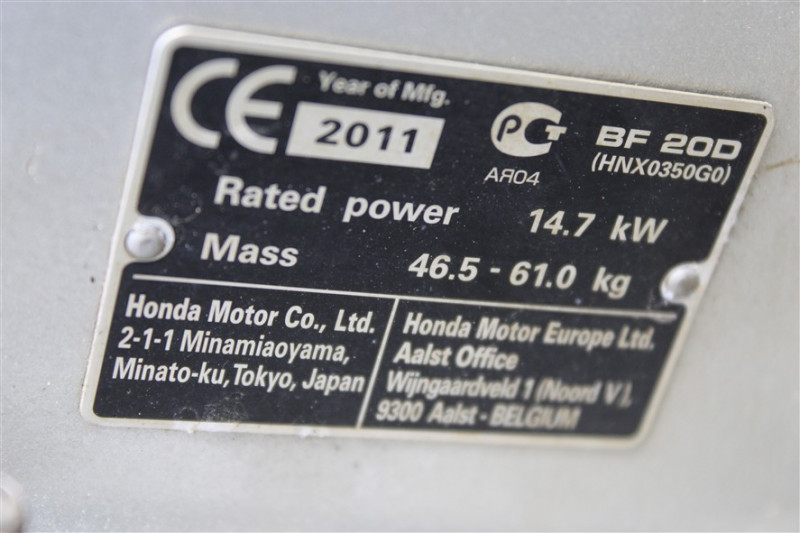 CE
Year of Mfg.
2011
РСТ
АЯ04
BF 20D
(HNX0350G0)
Rated power 14.7 kW
Mass 46.5 - 61.0 kg
Honda Motor Co., Ltd.
2-1-1 Minamiaoyama,
Minato-ku, Tokyo, Japan
Honda Motor Europe Ltd.
Aalst Office
Wijngaardveld 1 (Noord V),
9300 Aalst - BELGIUM